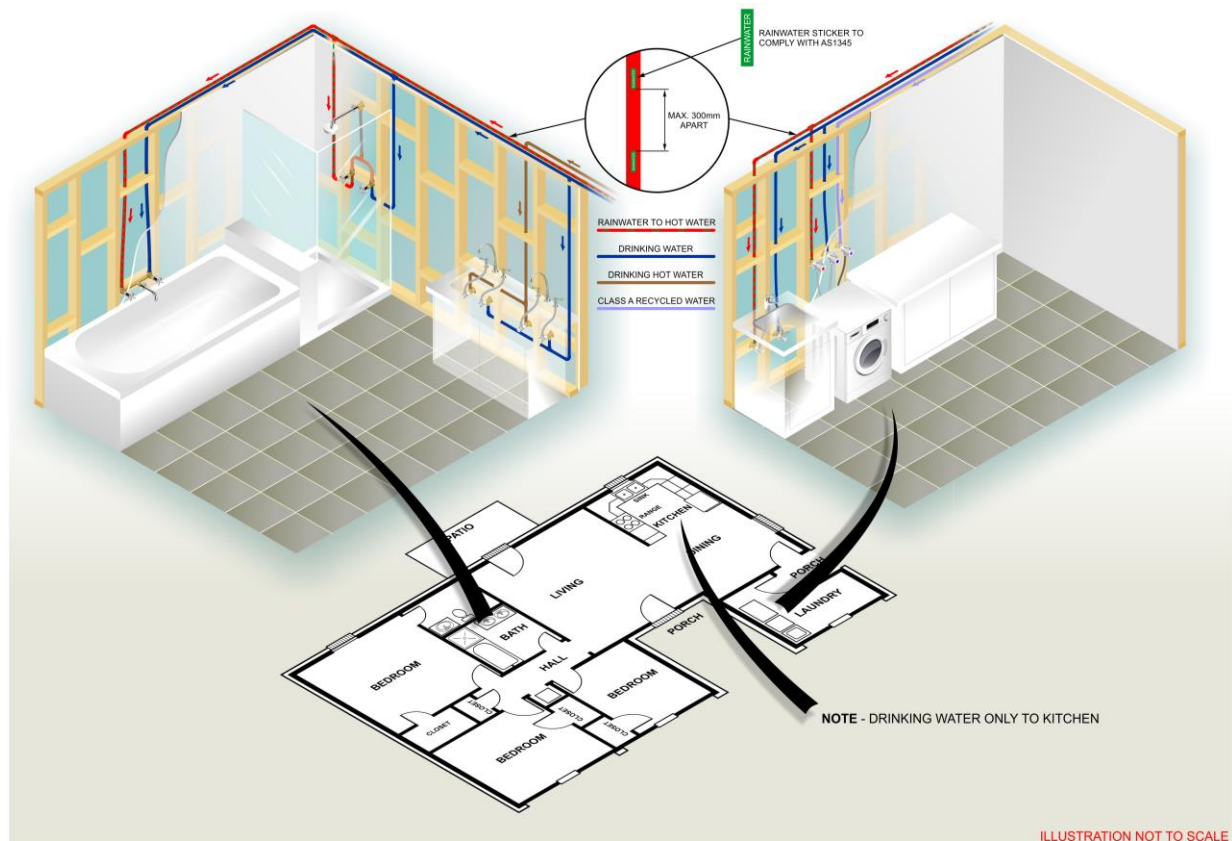 RAINWATER
RAINWATER STICKER TO
COMPLY WITH AS1345
MAX. 300mm
APART
RAINWATER TO HOT WATER
DRINKING WATER
DRINKING HOT WATER
CLASS A RECYCLED WATER
PATIO
SINK
RANGE
KITCHEN
DINING
LIVING
PORCH
LAUNDRY
BATH
PORCH
HALL
BEDROOM
BEDROOM
CLOSET
CLOSET
CLOSET
CLOSET
BEDROOM
NOTE - DRINKING WATER ONLY TO KITCHEN
ILLUSTRATION NOT TO SCALE